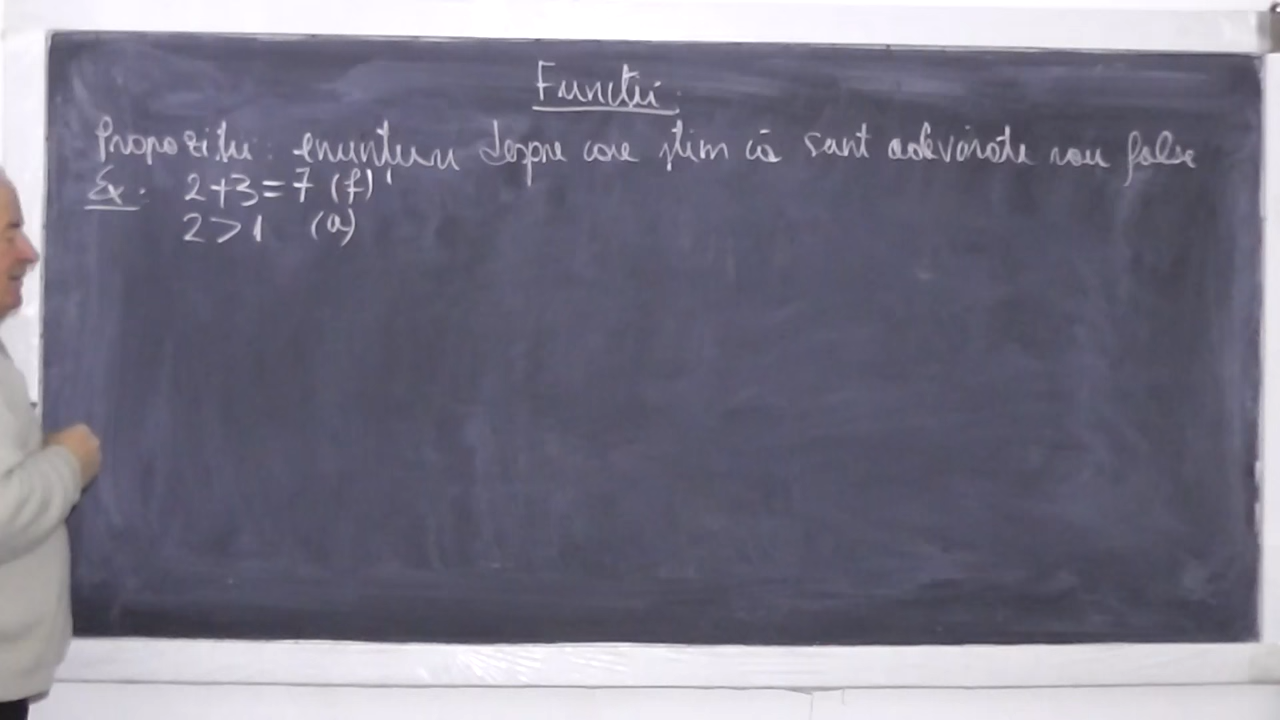 Funcții
Propoziții: enunțuri despre care știm că sunt adevărate sau false
Ex: 2+3=7 (f)
2>1 (a)